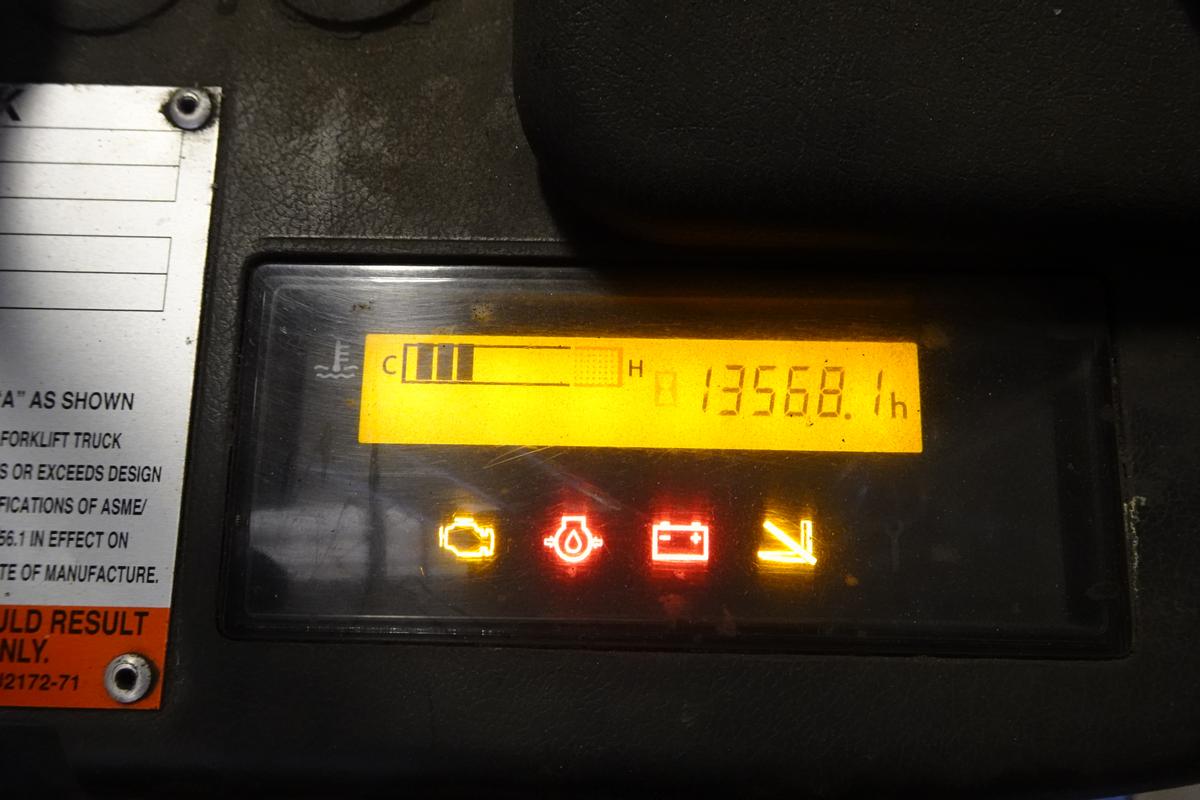 K
"A" AS SHOWN
FORKLIFT TRUCK
S OR EXCEEDS DESIGN
FICATIONS OF ASME/
56.1 IN EFFECT ON
TE OF MANUFACTURE.
ULD RESULT
NLY.
2172-71
C H 13568.1h